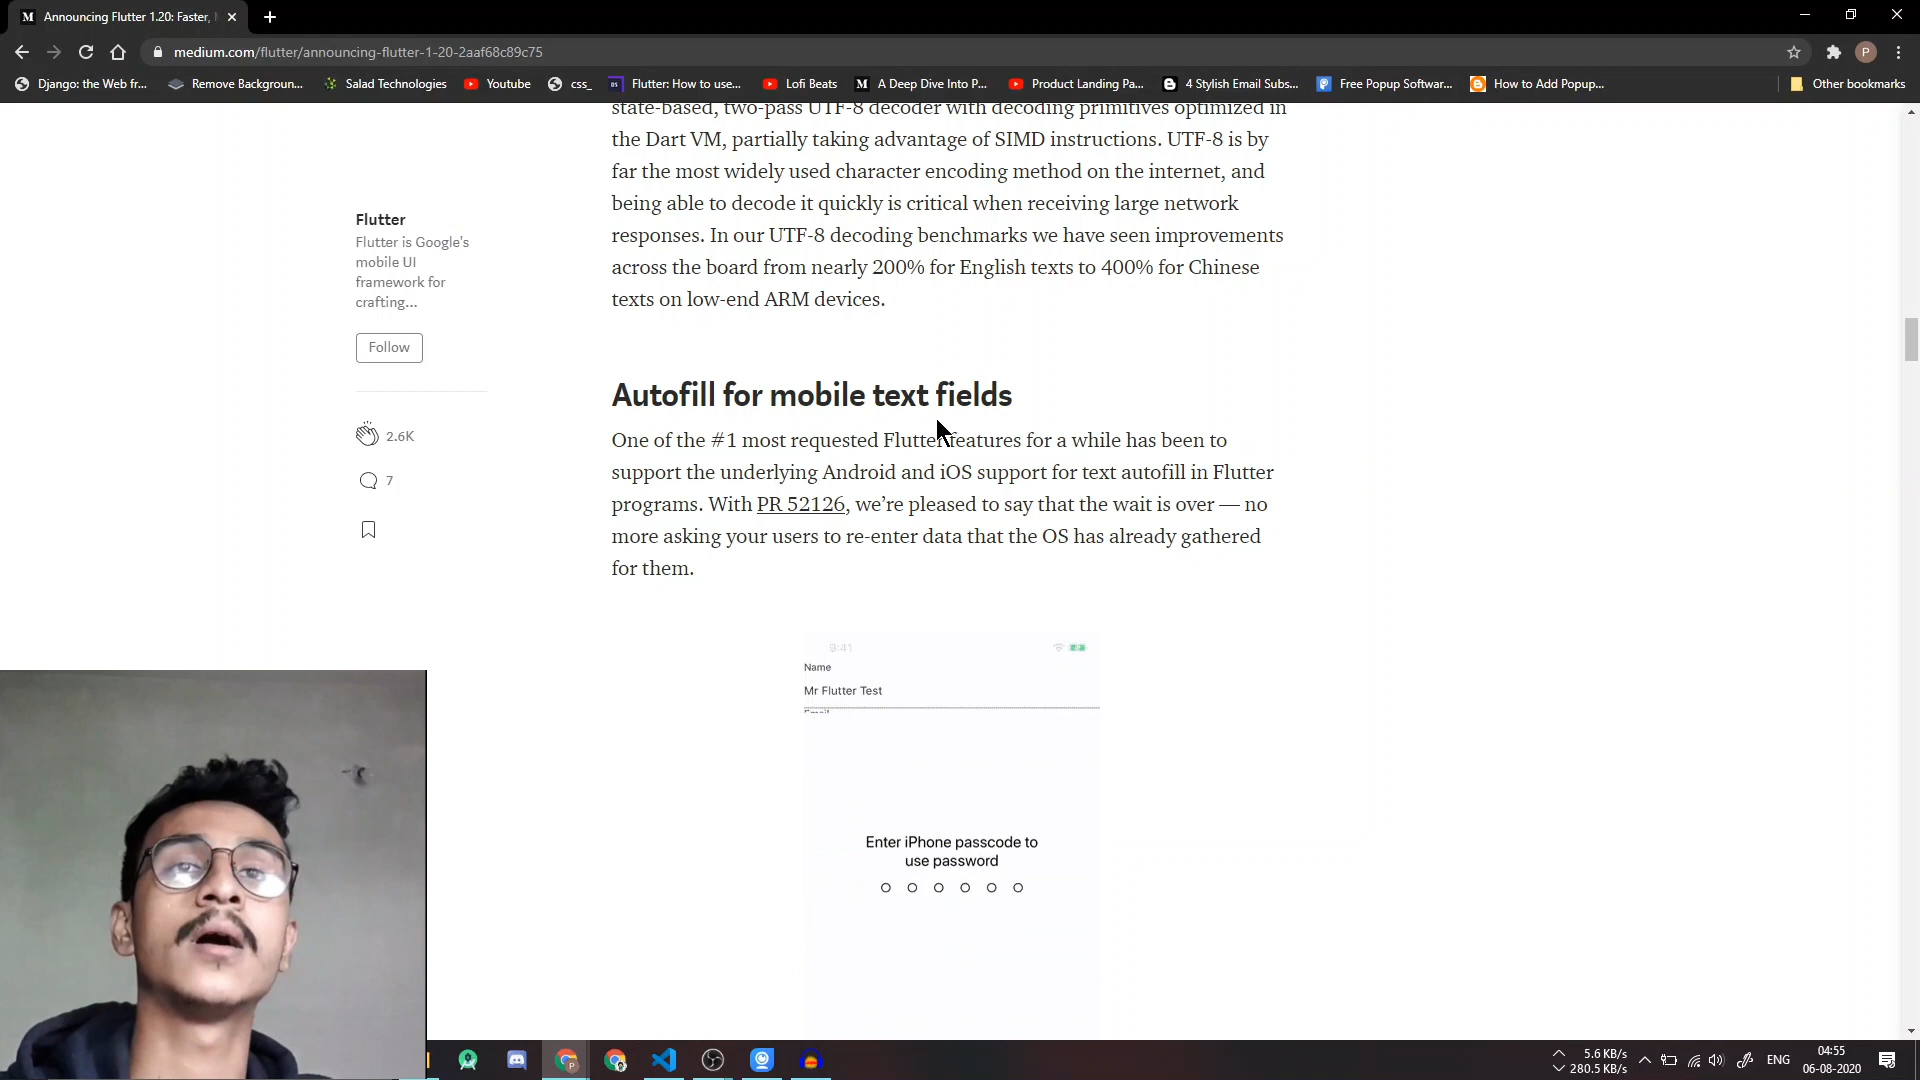 Announcing Flutter 1.20: Faster,
medium.com/flutter/announcing-flutter-1-20-2aaf68c89c75
P
Django: the Web fr...
Remove Backgroun...
Salad Technologies
Youtube
css_
Flutter: How to use...
Lofi Beats
A Deep Dive Into P...
Product Landing Pa...
4 Stylish Email Subs...
Free Popup Softwar...
How to Add Popup...
Other bookmarks
state-based, two-pass UTF-8 decoder with decoding primitives optimized in
the Dart VM, partially taking advantage of SIMD instructions. UTF-8 is by
far the most widely used character encoding method on the internet, and
being able to decode it quickly is critical when receiving large network
responses. In our UTF-8 decoding benchmarks we have seen improvements
across the board from nearly 200% for English texts to 400% for Chinese
texts on low-end ARM devices.
Flutter
Flutter is Google's
mobile UI
framework for
crafting...
Follow
2.6K
7
Autofill for mobile text fields
One of the #1 most requested Flutter features for a while has been to
support the underlying Android and iOS support for text autofill in Flutter
programs. With PR 52126, we're pleased to say that the wait is over — no
more asking your users to re-enter data that the OS has already gathered
for them.
9:41
Name
Mr Flutter Test
Email
Enter iPhone passcode to
use password
5.6 KB/s
280.5 KB/s
ENG
04:55
06-08-2020